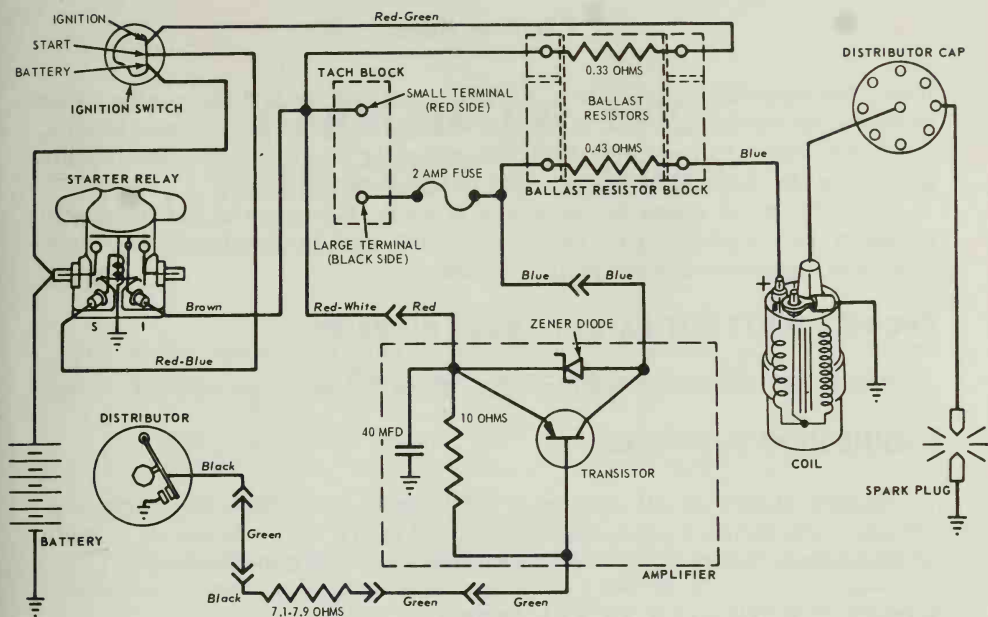 IGNITION
START
BATTERY
IGNITION SWITCH
Red-Green
TACH BLOCK
SMALL TERMINAL
(RED SIDE)
0.33 OHMS
BALLAST
RESISTORS
0.43 OHMS
BALLAST RESISTOR BLOCK
Blue
DISTRIBUTOR CAP
STARTER RELAY
2 AMP FUSE
LARGE TERMINAL
(BLACK SIDE)
Brown
S
I
Red-Blue
Red-White
Red
Blue
Blue
ZENER DIODE
+
COIL
SPARK PLUG
DISTRIBUTOR
Black
40 MFD
10 OHMS
TRANSISTOR
AMPLIFIER
BATTERY
Green
Black
7.1-7.9 OHMS
Green
Green